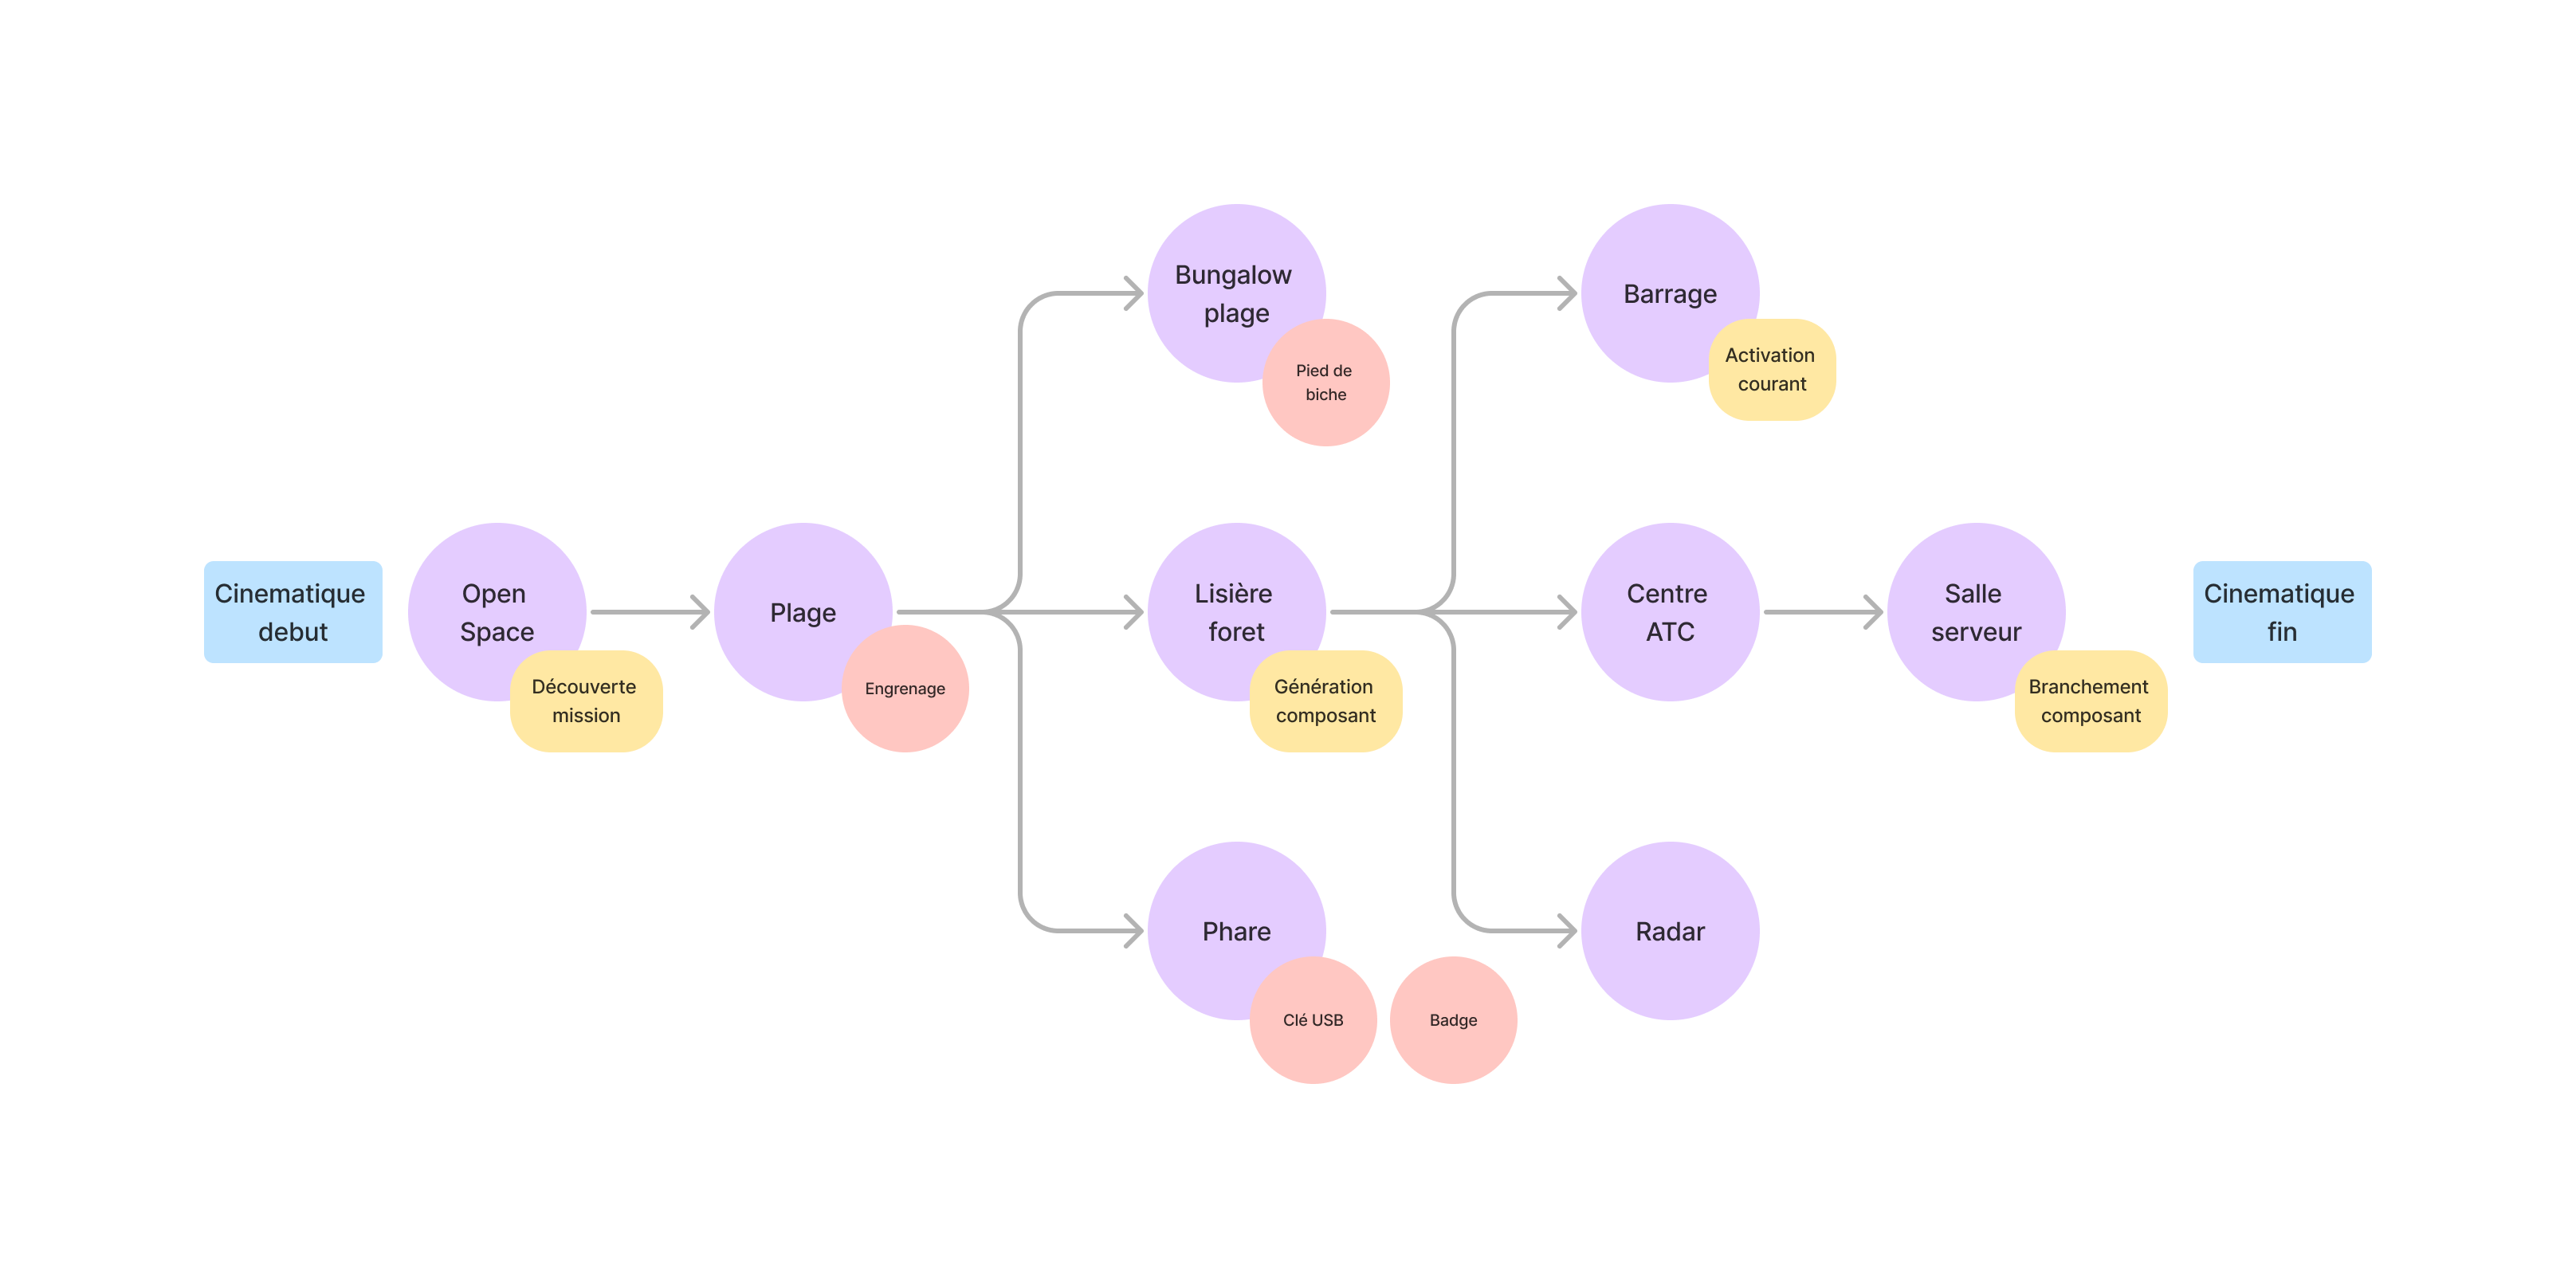 Bungalow
plage
Pied de
biche
Barrage
Activation
courant
Cinematique
debut
Open
Space
Découverte
mission
Plage
Engrenage
Lisière
foret
Génération
composant
Centre
ATC
Salle
serveur
Branchement
composant
Cinematique
fin
Phare
Clé USB
Badge
Radar